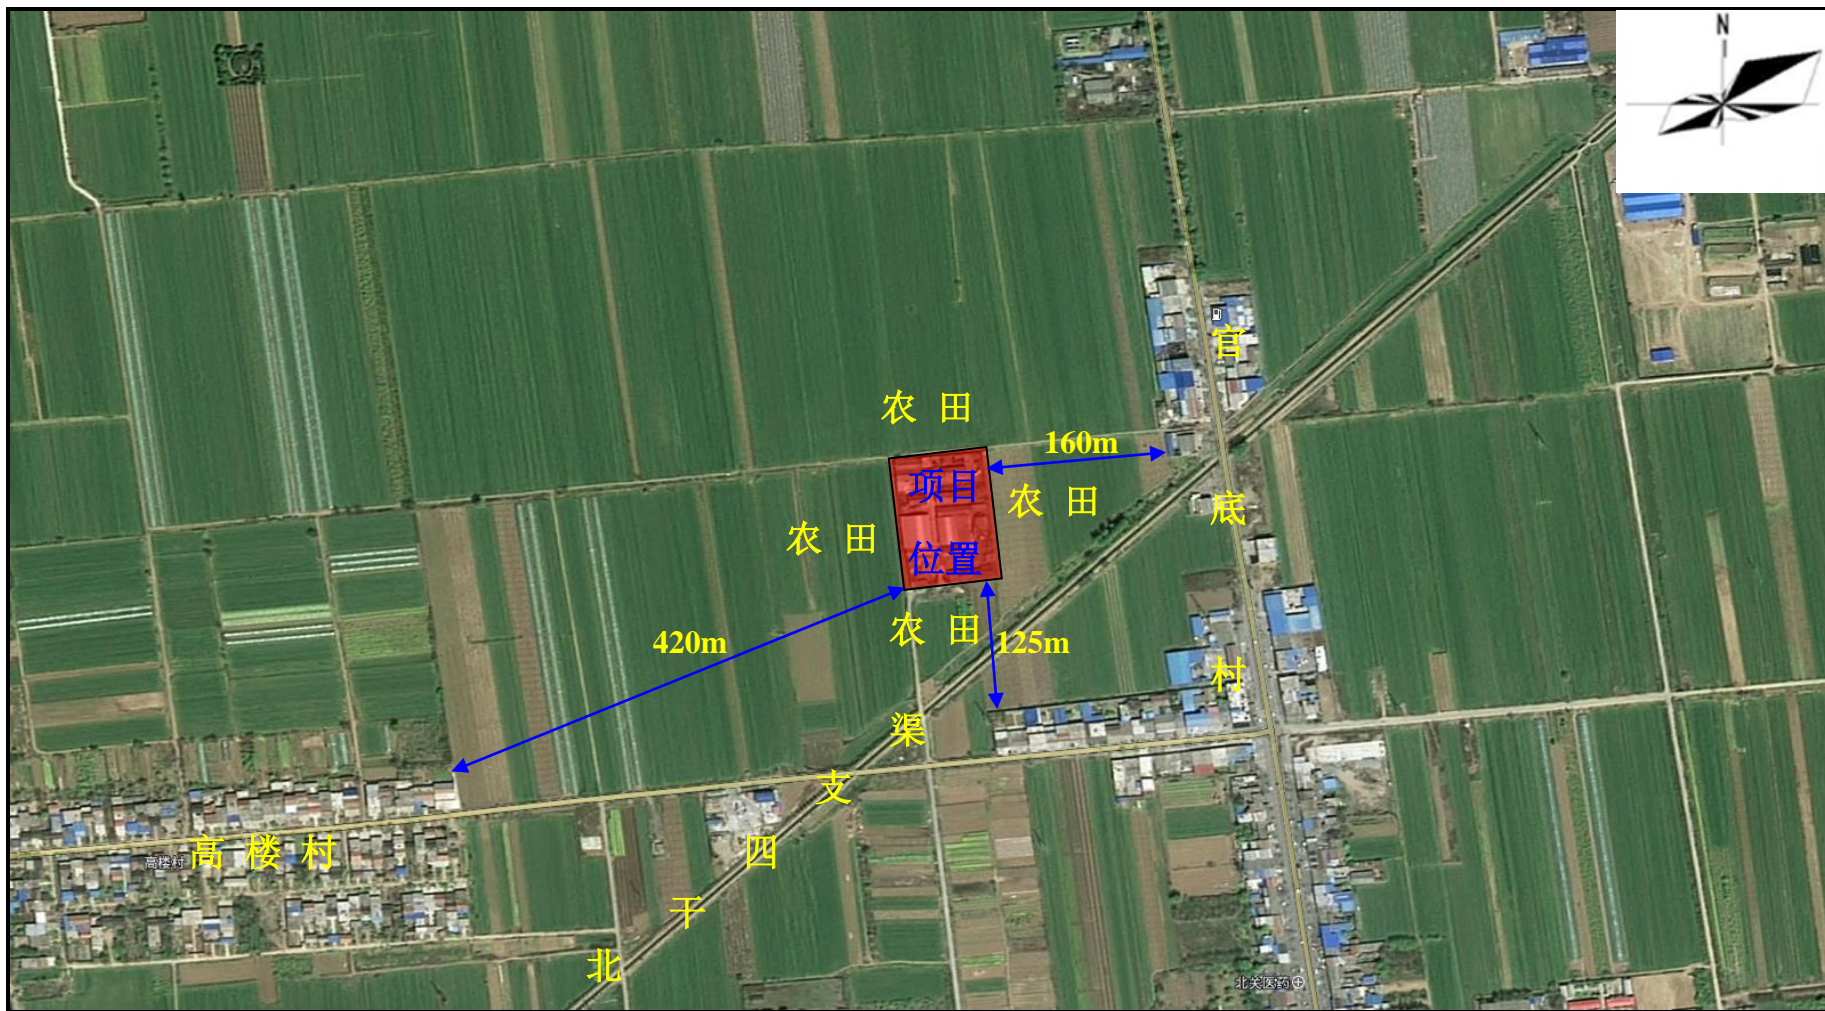 N
官
底
村
农 田
160m
项目
位置
农 田
农 田
农 田
420m
125m
北
干
四
支
渠
高 楼 村
高楼村
北关医药